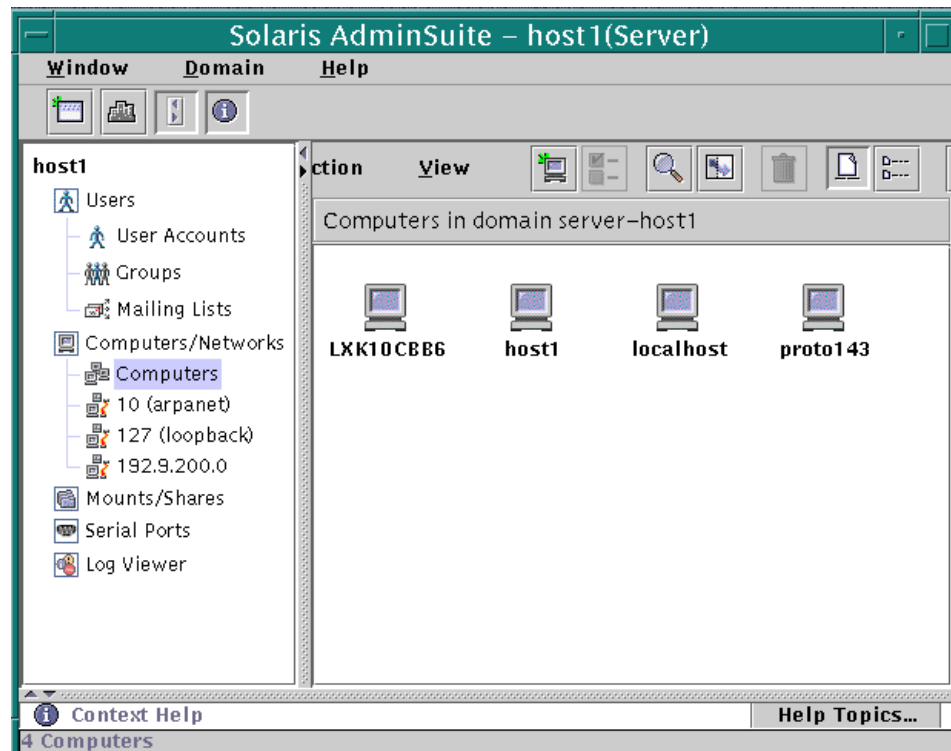 Solaris AdminSuite – host1(Server)
Window Domain Help
host1
Users
User Accounts
Groups
Mailing Lists
Computers/Networks
Computers
10 (arpanet)
127 (loopback)
192.9.200.0
Mounts/Shares
Serial Ports
Log Viewer
ction View
Computers in domain server–host1
LXK10CBB6 host1 localhost proto143
Context Help
Help Topics...
4 Computers